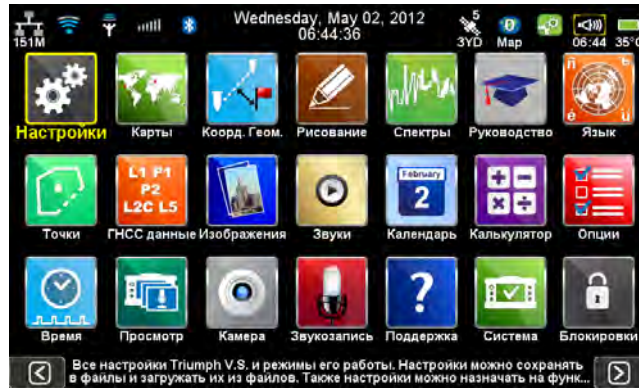 Wednesday, May 02, 2012
06:44:36
151M
5
3YD
Map
06:44
35°
Настройки Карты Коорд. Геом. Рисование Спектры Руководство Язык
ñ ь è ü
L1 P1
P2
L2C L5
February
2
Точки ГНСС данные Изображения Звуки Календарь Калькулятор Опции
?
Время Просмотр Камера Звукозапись Поддержка Система Блокировки
Все настройки Triumph V.S. и режимы его работы. Настройки можно сохранять
в файлы и загружать их из файлов. Также настройки можно назначать на функ...